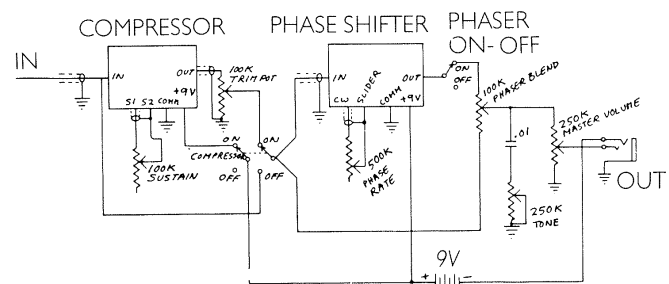 COMPRESSOR
PHASE SHIFTER
PHASER
ON-OFF
IN
IN
OUT
+9V
S1 S2 COMM
100K
TRIMPOT
100K
SUSTAIN
ON
ON
COMPRESSOR
OFF
OFF
IN
OUT
CW
SLIDER
COMM
+9V
500K
PHASE
RATE
ON
OFF
100K
PHASER BLEND
.01
250K
MASTER VOLUME
250K
TONE
OUT
9V
+ -